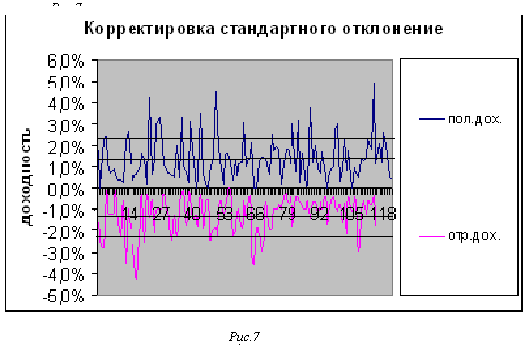 Корректировка стандартного отклонение
6,0%
5,0%
4,0%
3,0%
2,0%
1,0%
0,0%
-1,0%
-2,0%
-3,0%
-4,0%
-5,0%
доходность
1 14 27 40 53 66 79 92 105 118
пол.дох.
отр.дох.
Рис.7